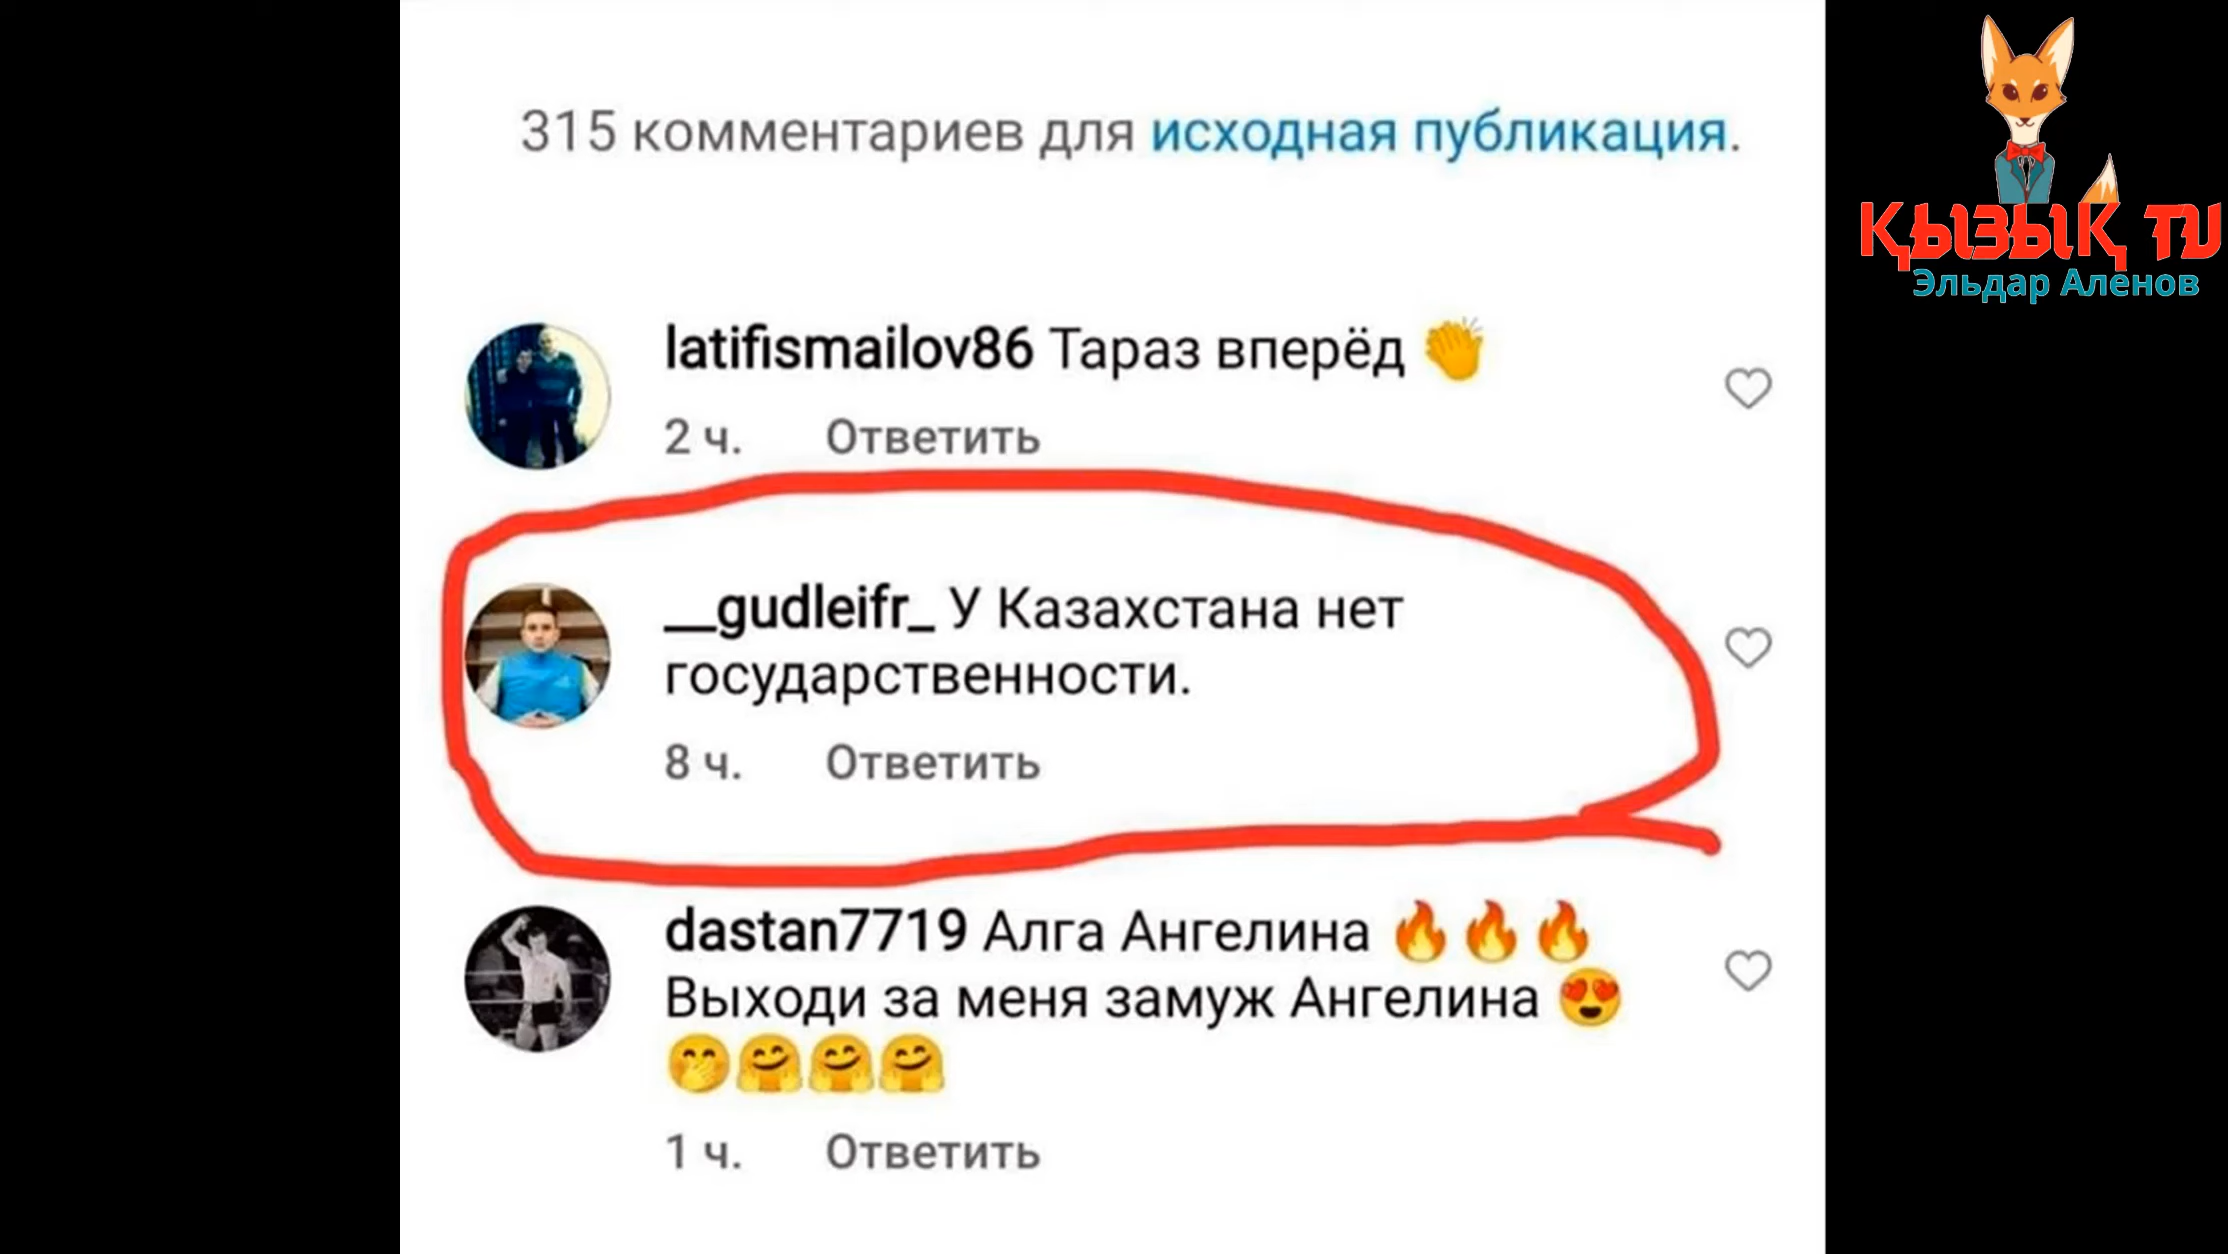 315 комментариев для исходная публикация.
ҚЫЗЫҚ TV
Эльдар Аленов
latifismailov86 Тараз вперёд 👏
2 ч. Ответить
__gudleifr_ У Казахстана нет
государственности.
8 ч. Ответить
dastan7719 Алга Ангелина 🔥🔥🔥
Выходи за меня замуж Ангелина 😍
🤭🤗🤗🤗
1 ч. Ответить